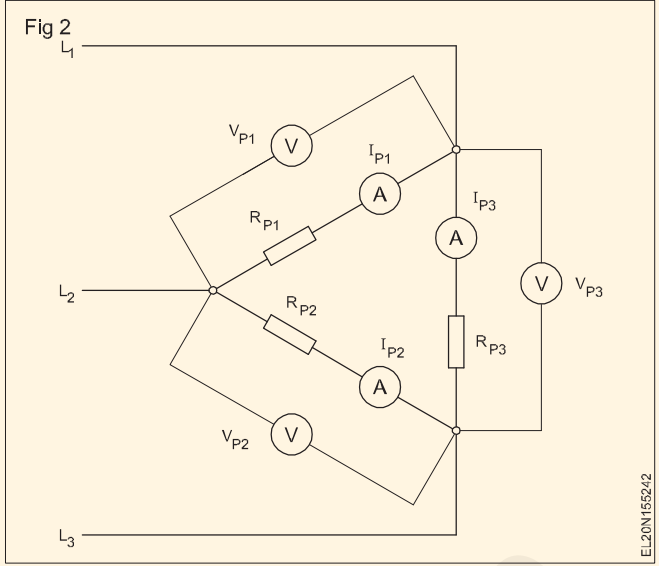 Fig 2
L1
VP1
V
IP1
A
IP3
A
RP1
L2
RP2
V
VP3
IP2
RP3
A
VP2
V
L3
EL20N155242